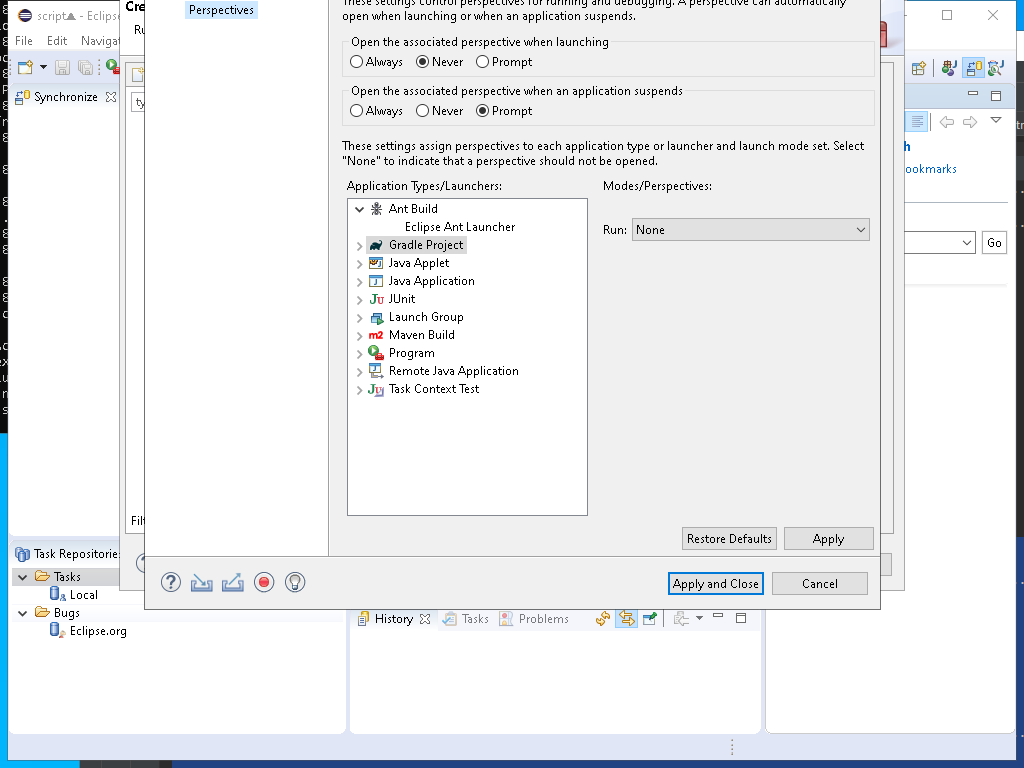 script
- Eclipse
File Edit Navigat
Synchronize
Cre
Ru
ty
Filt
Perspectives
These settings control perspectives for running and debugging. A perspective can automatically
open when launching or when an application suspends.
Open the associated perspective when launching
Always Never Prompt
Open the associated perspective when an application suspends
Always Never Prompt
These settings assign perspectives to each application type or launcher and launch mode set. Select
"None" to indicate that a perspective should not be opened.
Application Types/Launchers:
Modes/Perspectives:
Ant Build
Eclipse Ant Launcher
Gradle Project
Java Applet
Java Application
JUnit
Launch Group
Maven Build
Program
Remote Java Application
Task Context Test
Run: None
Restore Defaults
Apply
Apply and Close
Cancel
ookmarks
Go
Task Repositories
Tasks
Local
Bugs
Eclipse.org
History Tasks Problems